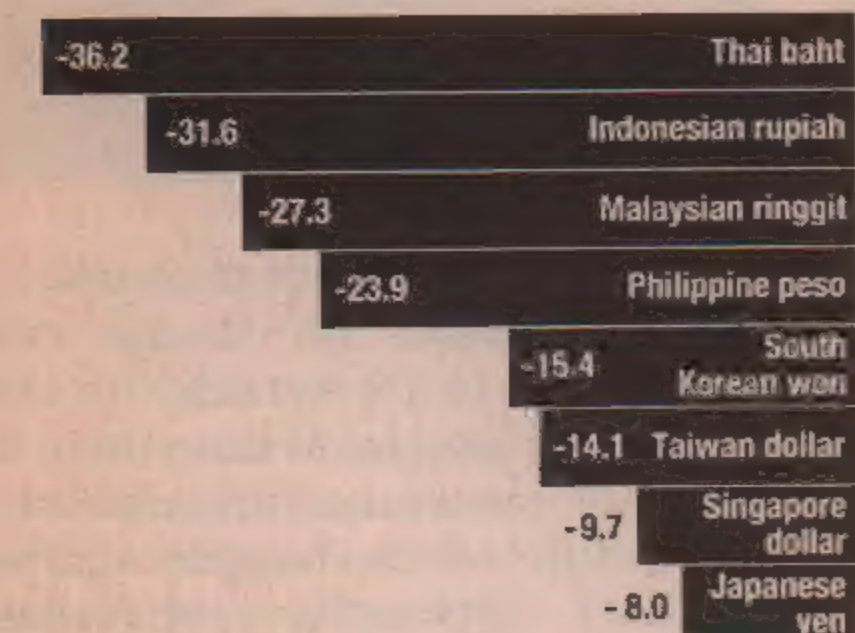 -36.2 Thai baht
-31.6 Indonesian rupiah
-27.3 Malaysian ringgit
-23.9 Philippine peso
South
-15.4 Korean won
-14.1 Taiwan dollar
Singapore
-9.7 dollar
Japanese
- 8.0 yen